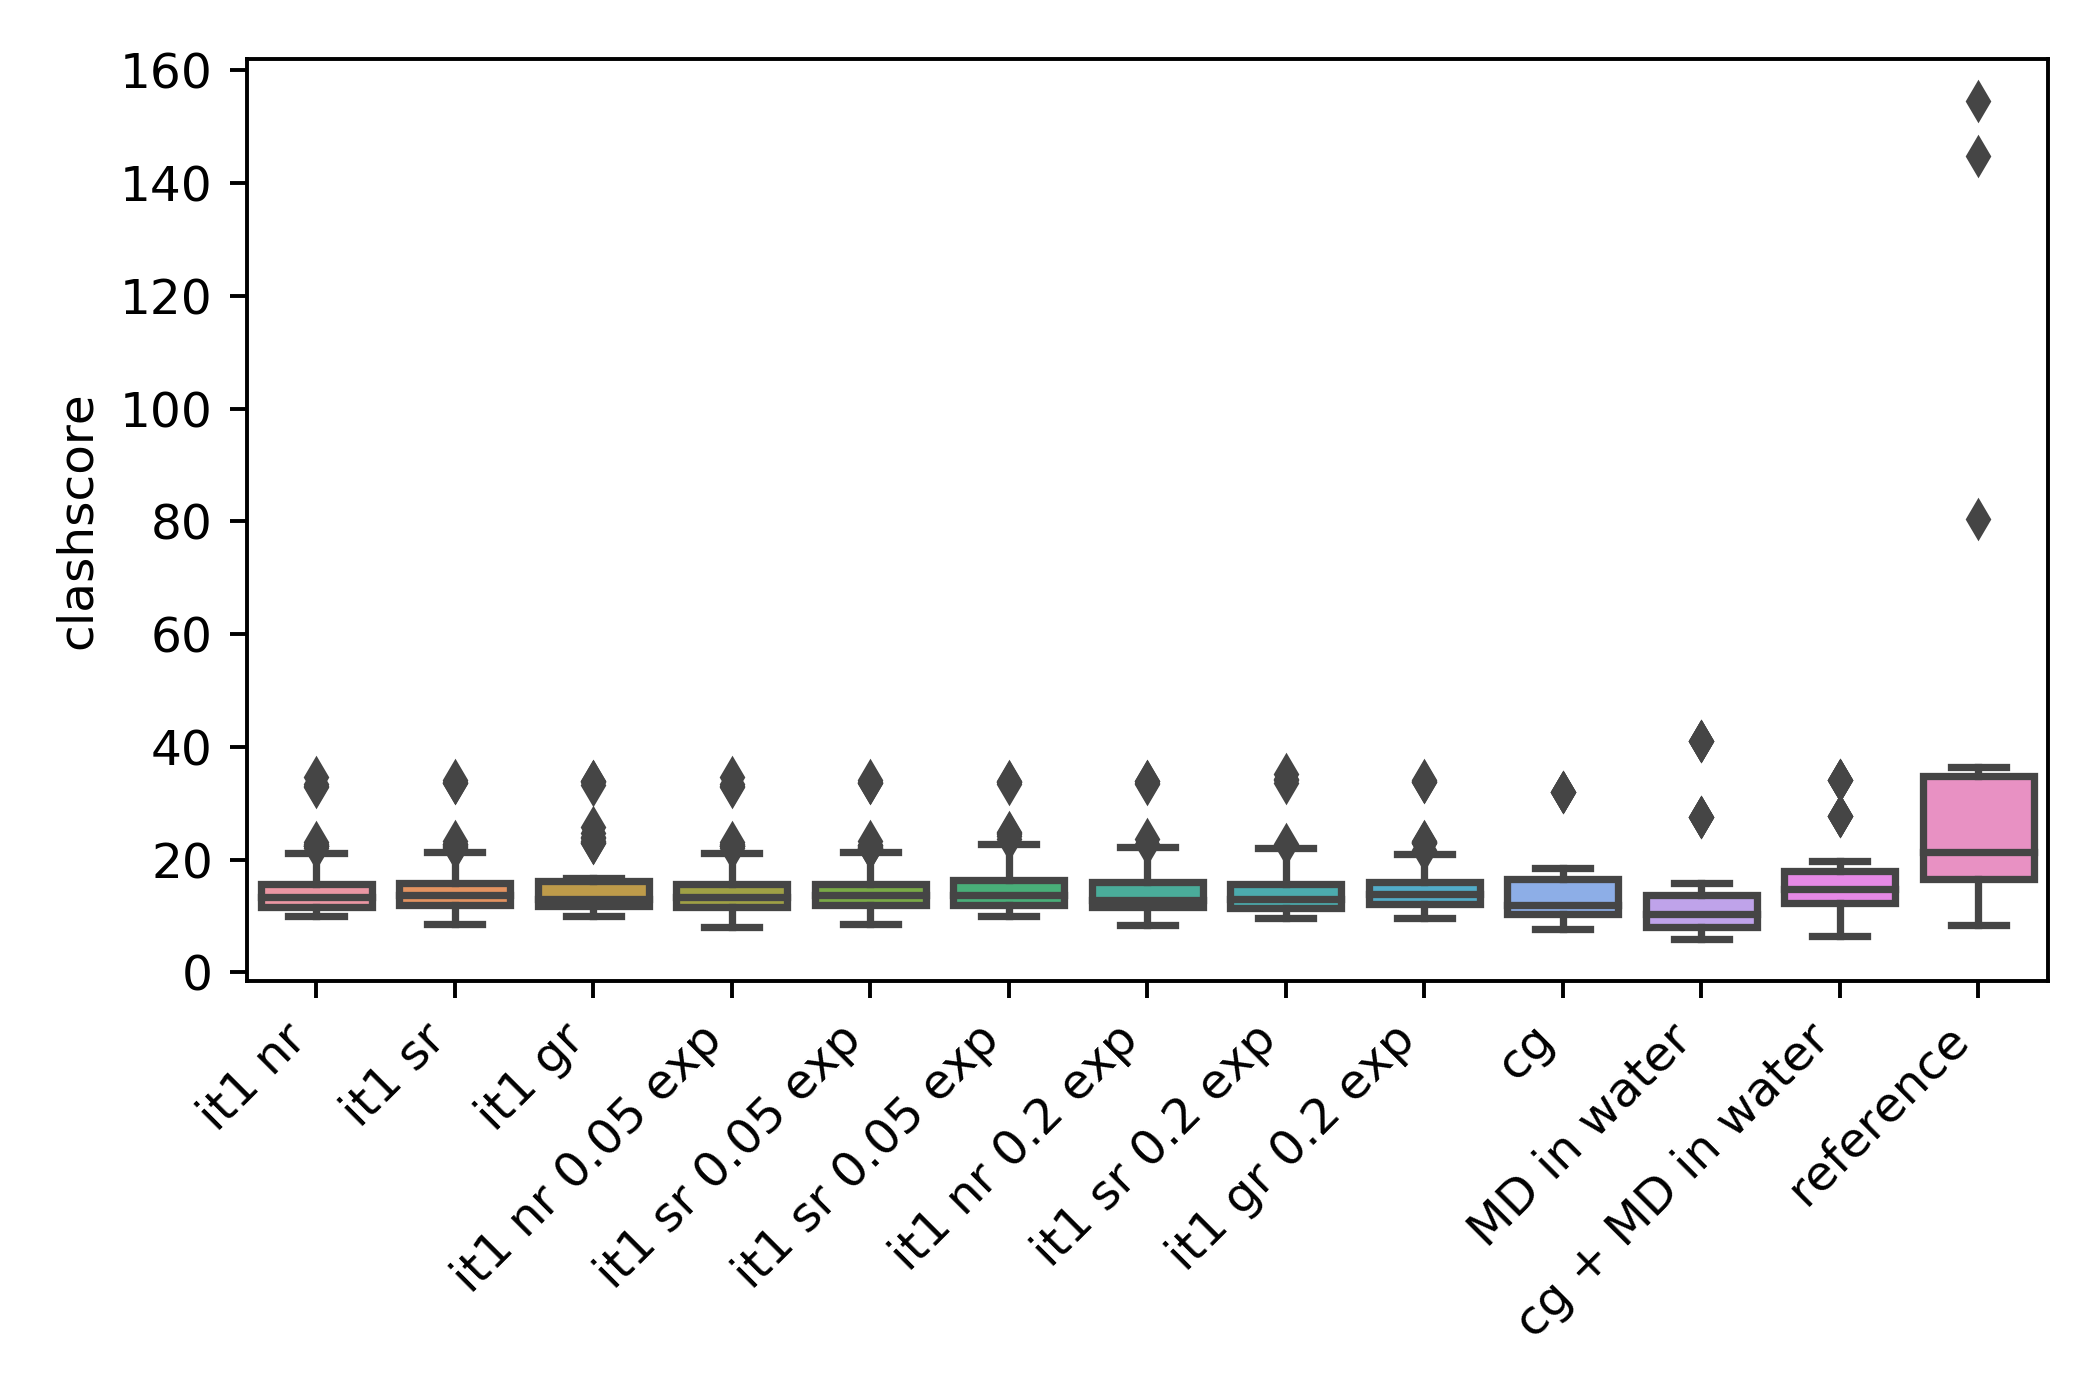 160
140
120
100
80
60
40
20
0
clashscore
it1 nr
it1 sr
it1 gr
it1 nr 0.05 exp
it1 sr 0.05 exp
it1 sr 0.05 exp
it1 nr 0.2 exp
it1 sr 0.2 exp
it1 gr 0.2 exp
cg
MD in water
cg + MD in water
reference